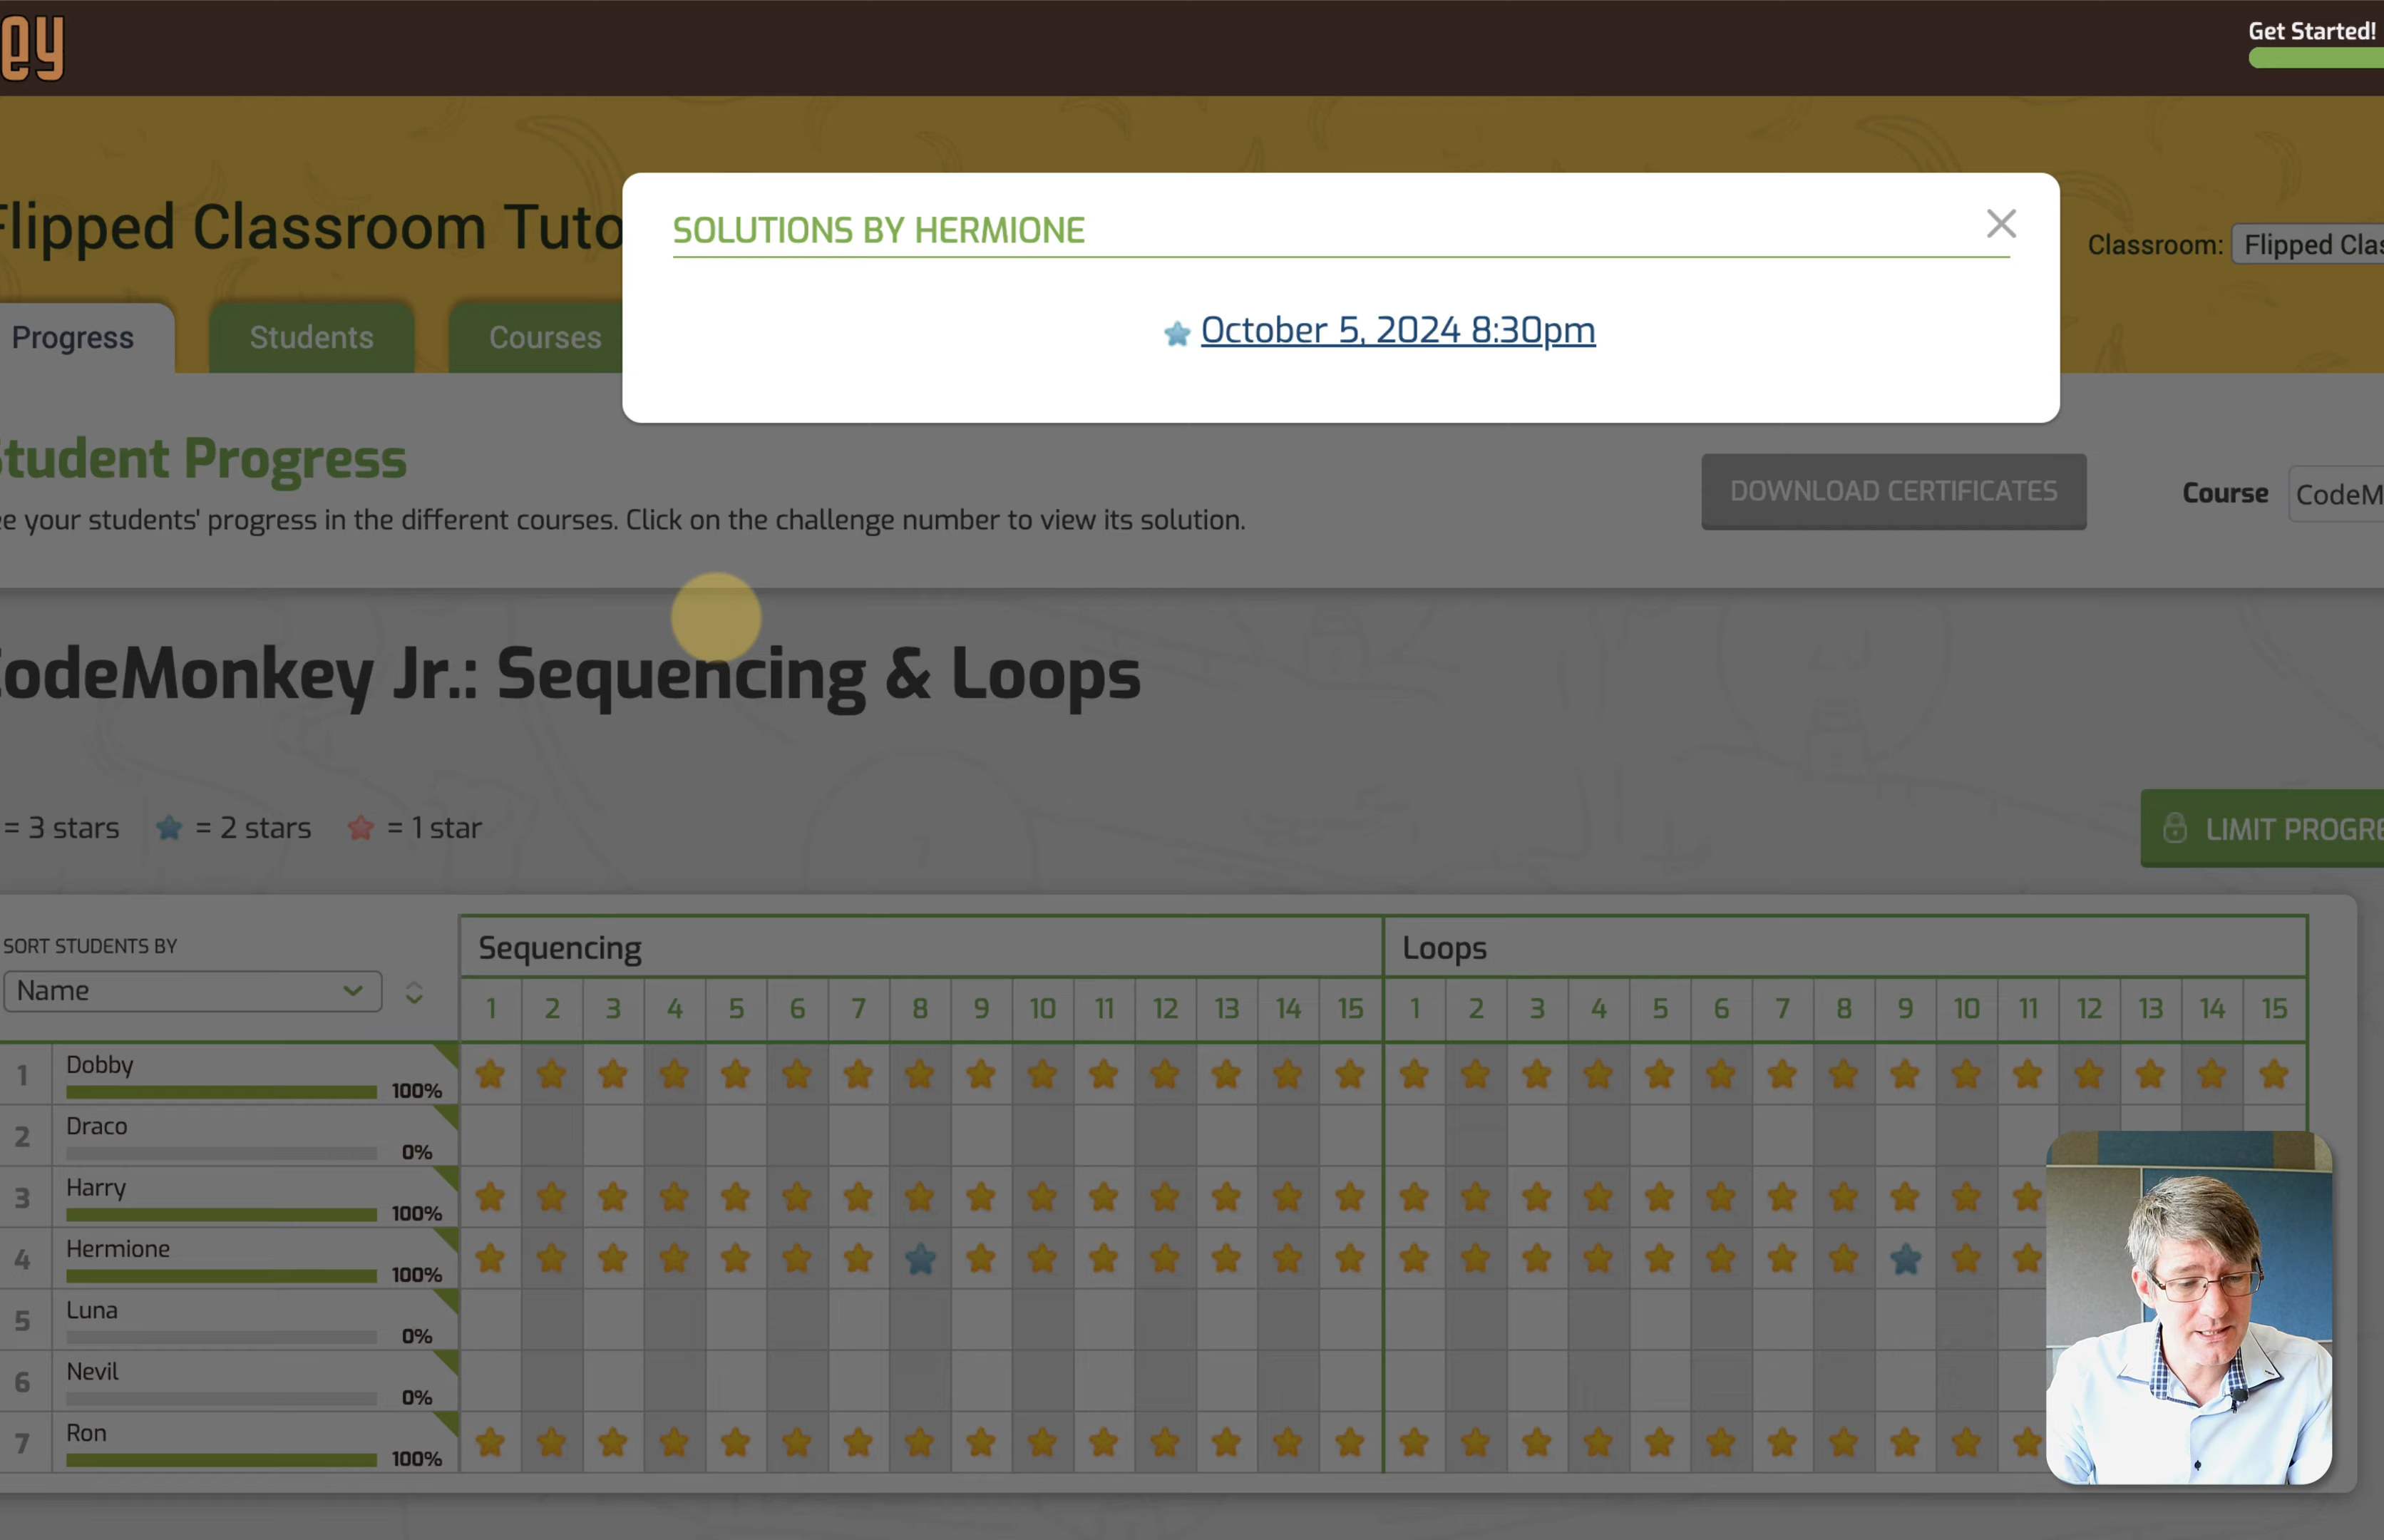 ey
Get Started!
Flipped Classroom Tuto
Classroom: Flipped Clas
Progress
Students
Courses
SOLUTIONS BY HERMIONE
October 5, 2024 8:30pm
Student Progress
ee your students' progress in the different courses. Click on the challenge number to view its solution.
DOWNLOAD CERTIFICATES
Course CodeM
CodeMonkey Jr.: Sequencing & Loops
= 3 stars = 2 stars = 1 star
LIMIT PROGRE
SORT STUDENTS BY
Name
Sequencing
Loops
1 2 3 4 5 6 7 8 9 10 11 12 13 14 15 1 2 3 4 5 6 7 8 9 10 11 12 13 14 15
1 Dobby 100%
2 Draco 0%
3 Harry 100%
4 Hermione 100%
5 Luna 0%
6 Nevil 0%
7 Ron 100%